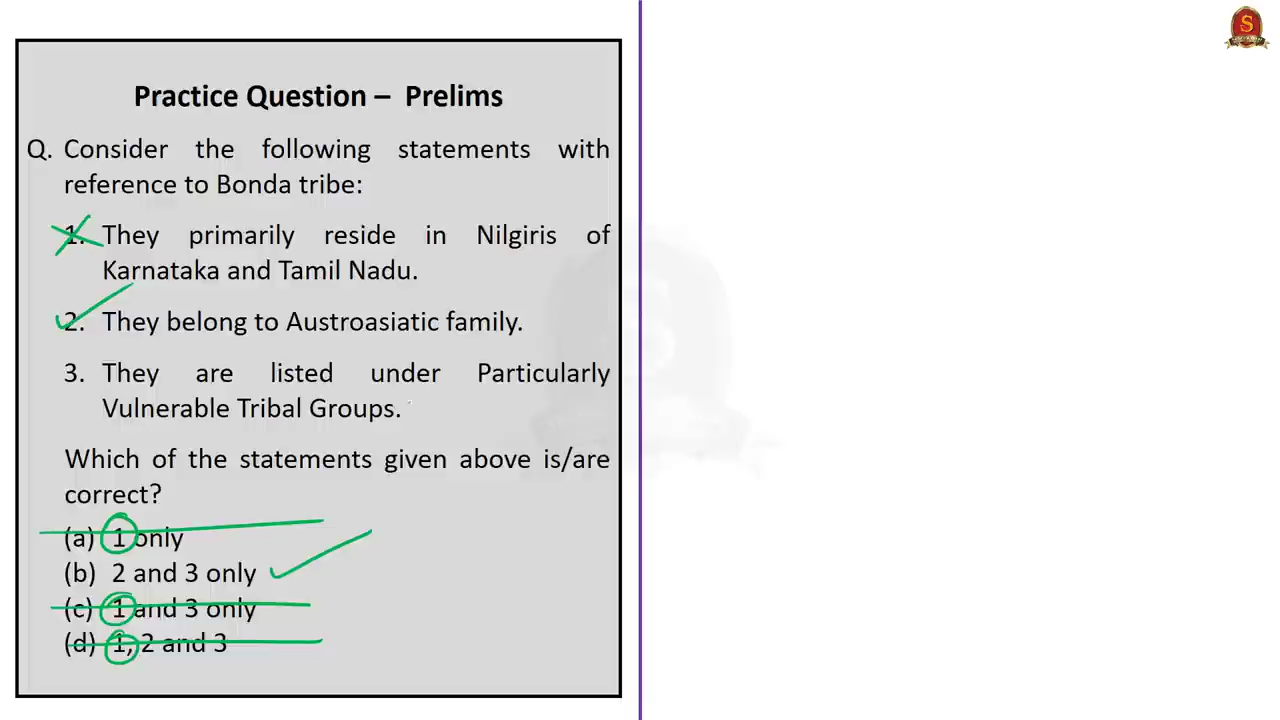 Practice Question – Prelims
Q. Consider the following statements with
reference to Bonda tribe:
1. They primarily reside in Nilgiris of
Karnataka and Tamil Nadu.
2. They belong to Austroasiatic family.
3. They are listed under Particularly
Vulnerable Tribal Groups.
Which of the statements given above is/are
correct?
(a) 1 only
(b) 2 and 3 only
(c) 1 and 3 only
(d) 1, 2 and 3
S